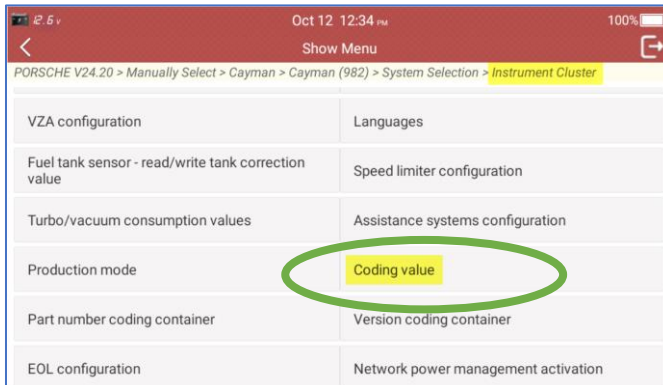 12.6 v Oct 12 12:34 PM 100%
Show Menu
PORSCHE V24.20 > Manually Select > Cayman > Cayman (982) > System Selection > Instrument Cluster
VZA configuration Languages
Fuel tank sensor - read/write tank correction
value
Speed limiter configuration
Turbo/vacuum consumption values Assistance systems configuration
Production mode Coding value
Part number coding container Version coding container
EOL configuration Network power management activation